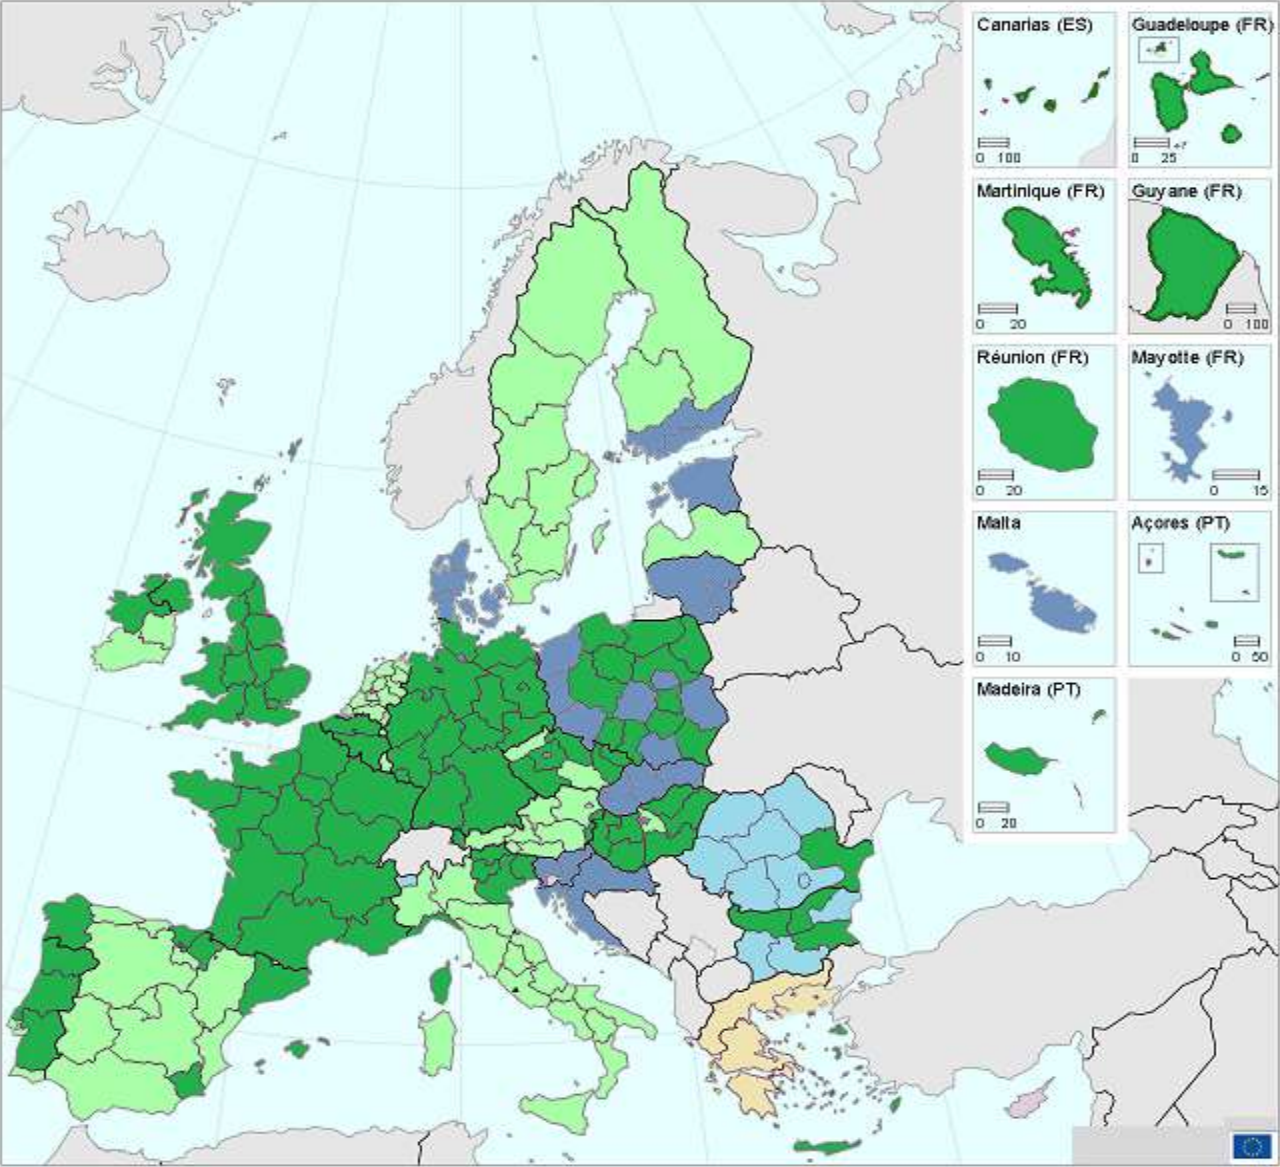 Canarias (ES)
0 100
Guadeloupe (FR)
0 25
Martinique (FR)
0 20
Guyane (FR)
0 100
Réunion (FR)
0 20
Mayotte (FR)
0 15
Malta
0 10
Açores (PT)
0 50
Madeira (PT)
0 20